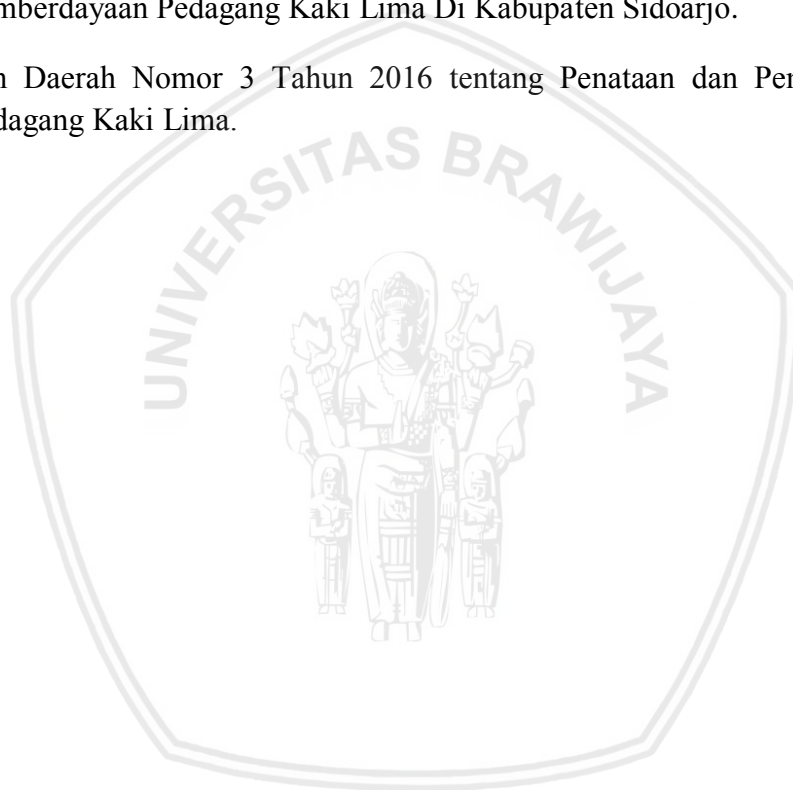 mberdayaan Pedagang Kaki Lima Di Kabupaten Sidoarjo.
n Daerah Nomor 3 Tahun 2016 tentang Penataan dan Per
dagang Kaki Lima.
UNIVERSITAS BRAWIJAYA